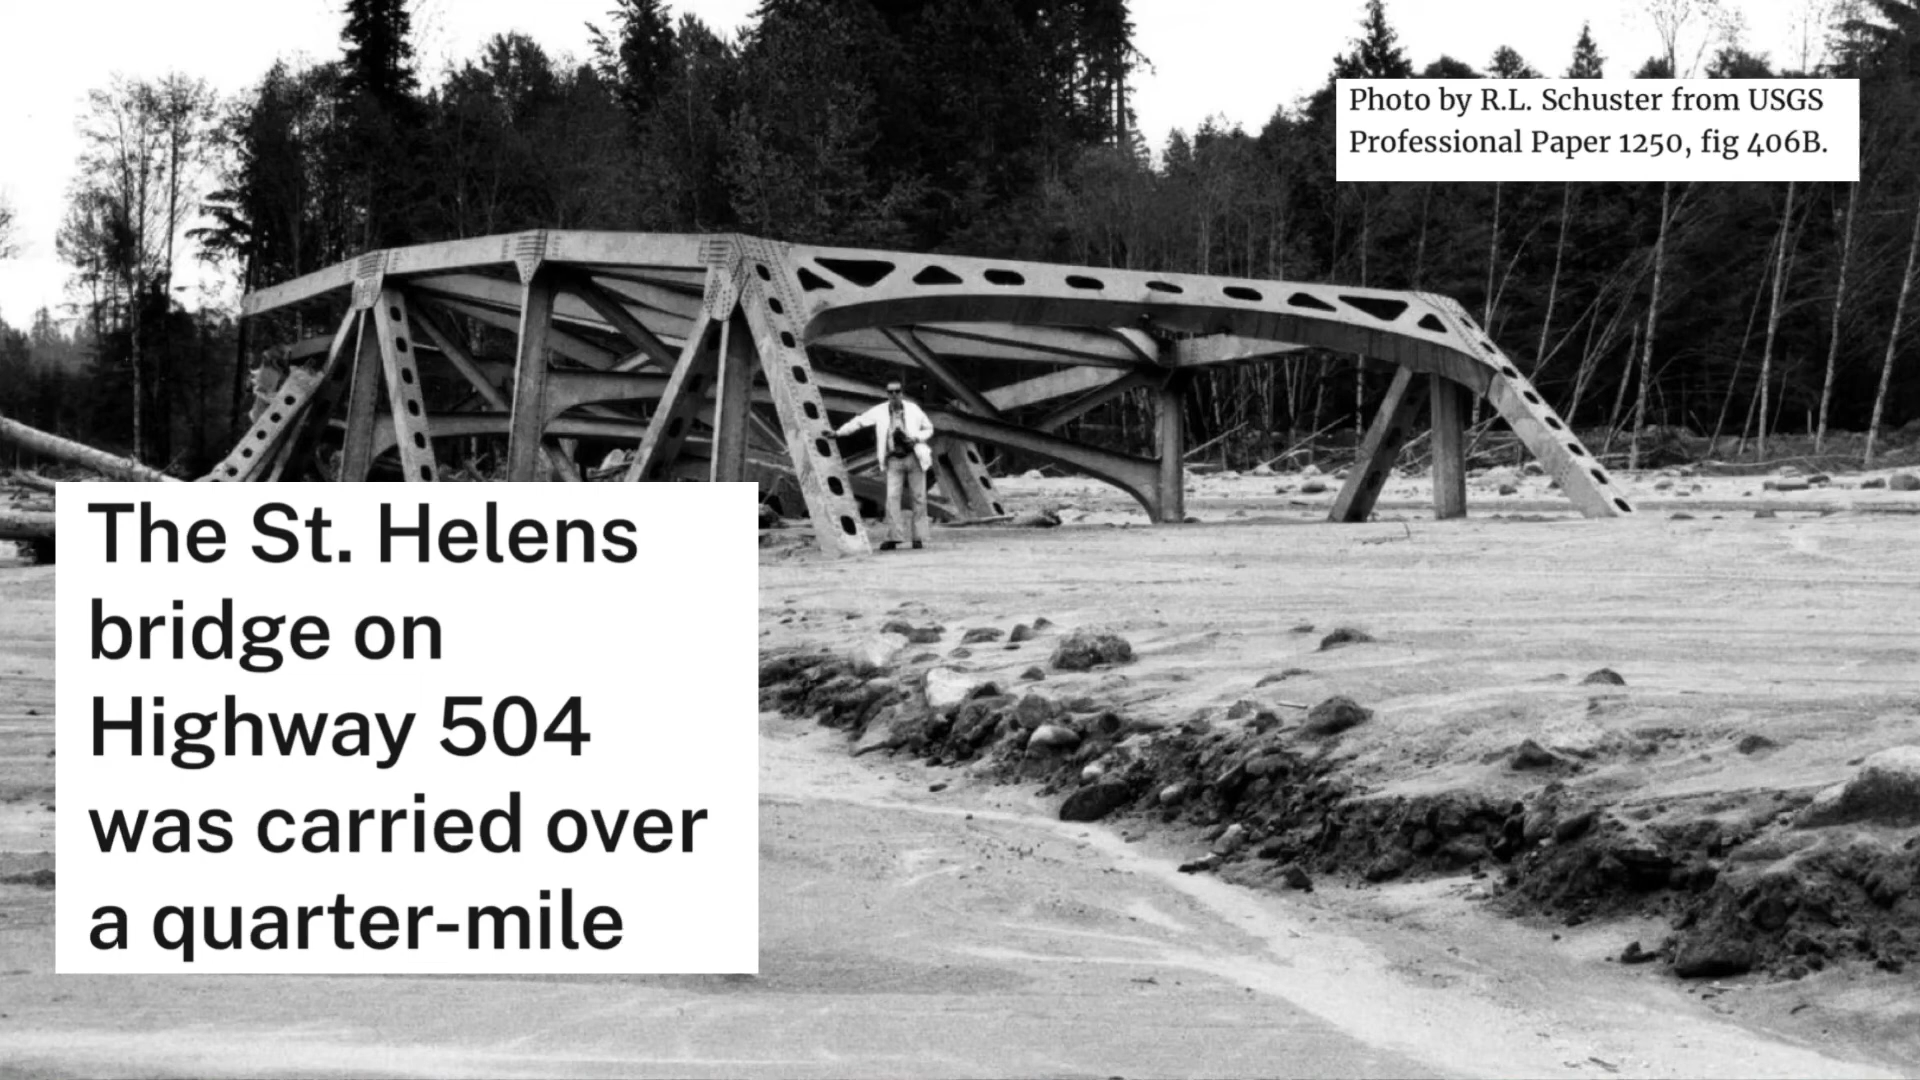 Photo by R.L. Schuster from USGS
Professional Paper 1250, fig 406B.
The St. Helens
bridge on
Highway 504
was carried over
a quarter-mile